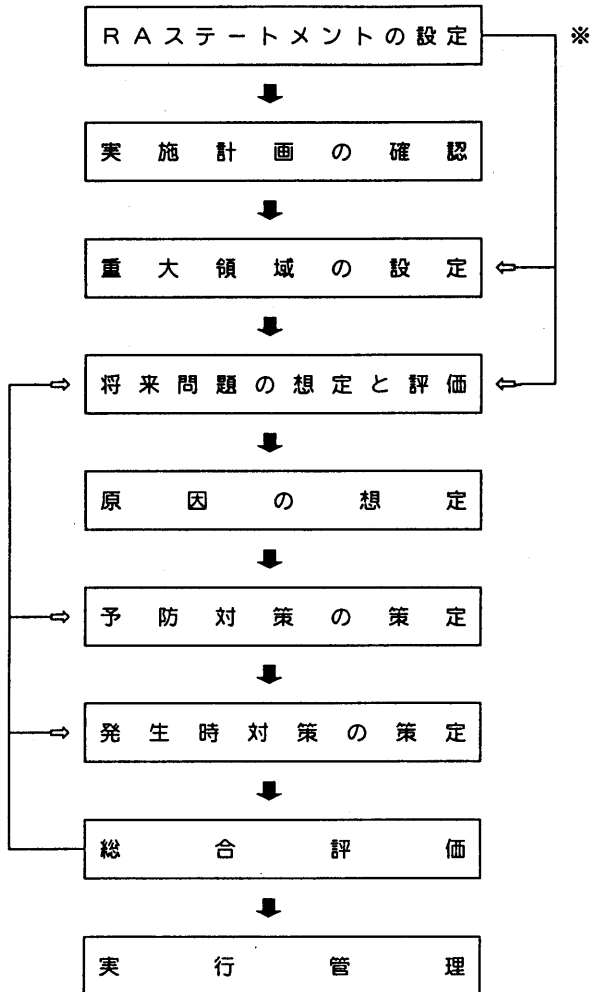 RAステートメントの設定
※
実施計画の確認
重大領域の設定
将来問題の想定と評価
原因の想定
予防対策の策定
発生時対策の策定
総合評価
実行管理